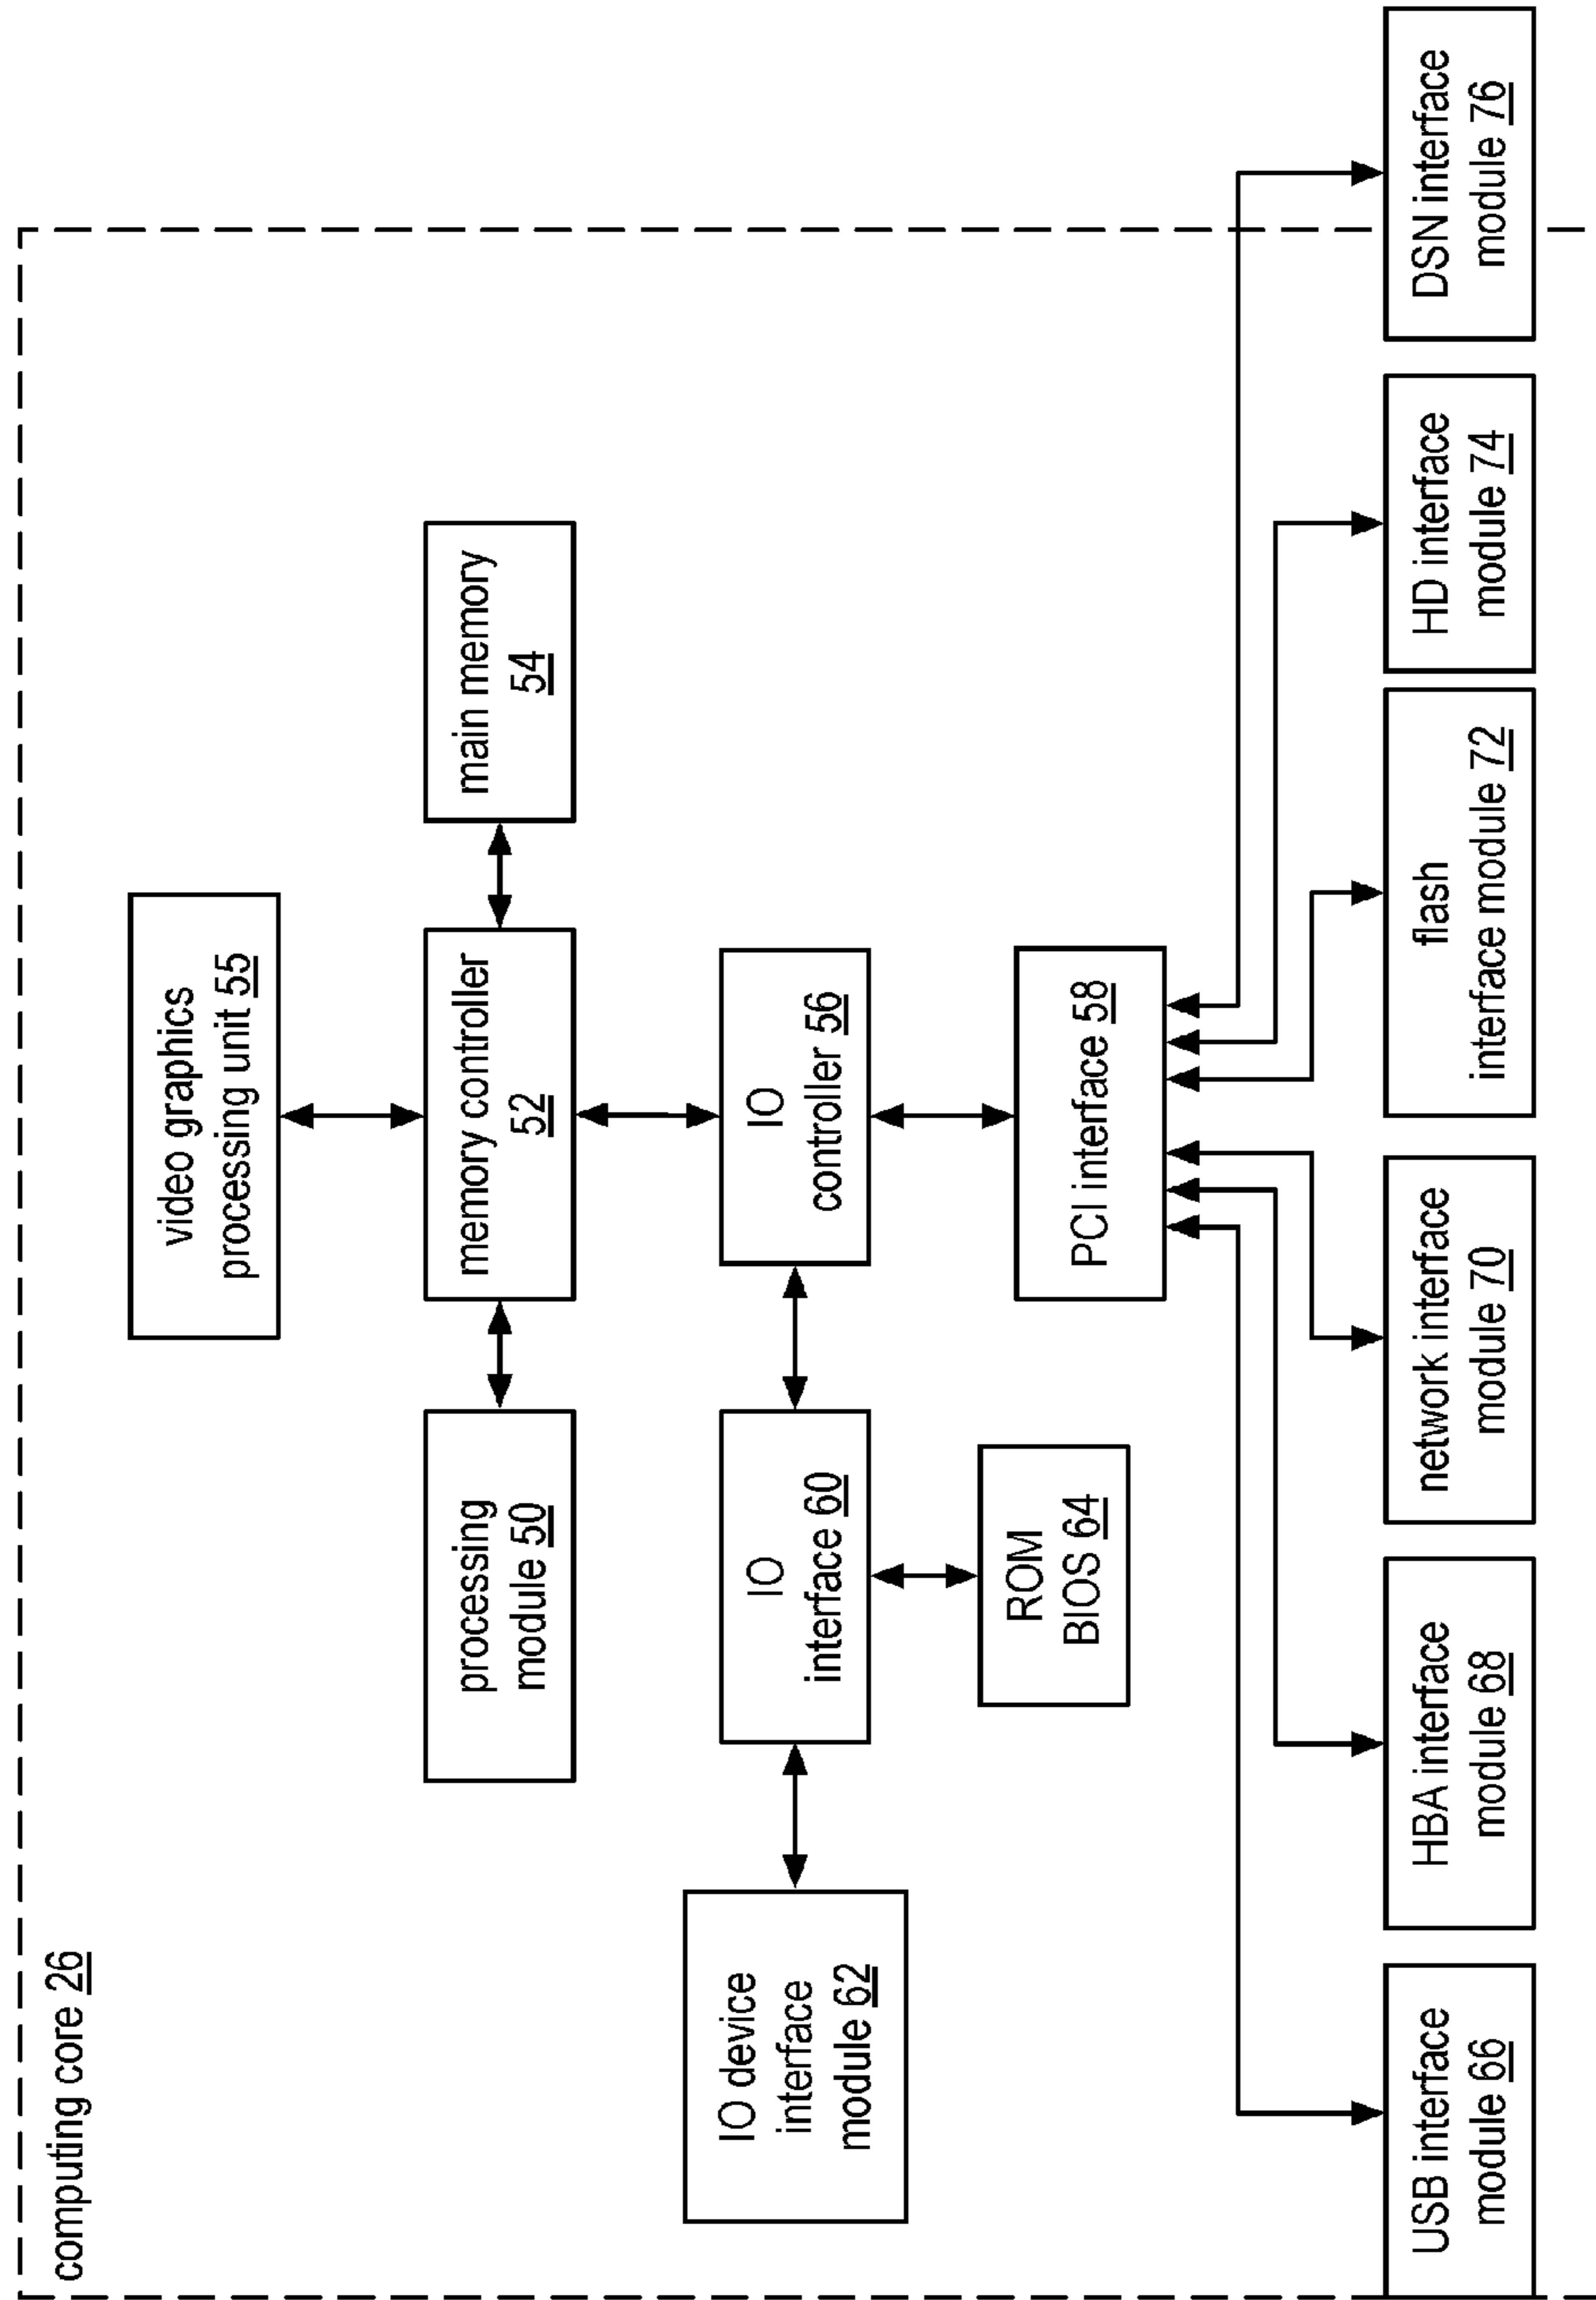 computing core 26
video graphics
processing unit 55
processing
module 50
memory controller
52
main memory
54
IO device
interface
module 62
IO
interface 60
IO
controller 56
ROM
BIOS 64
PCI interface 58
USB interface
module 66
HBA interface
module 68
network interface
module 70
flash
interface module 72
HD interface
module 74
DSN interface
module 76